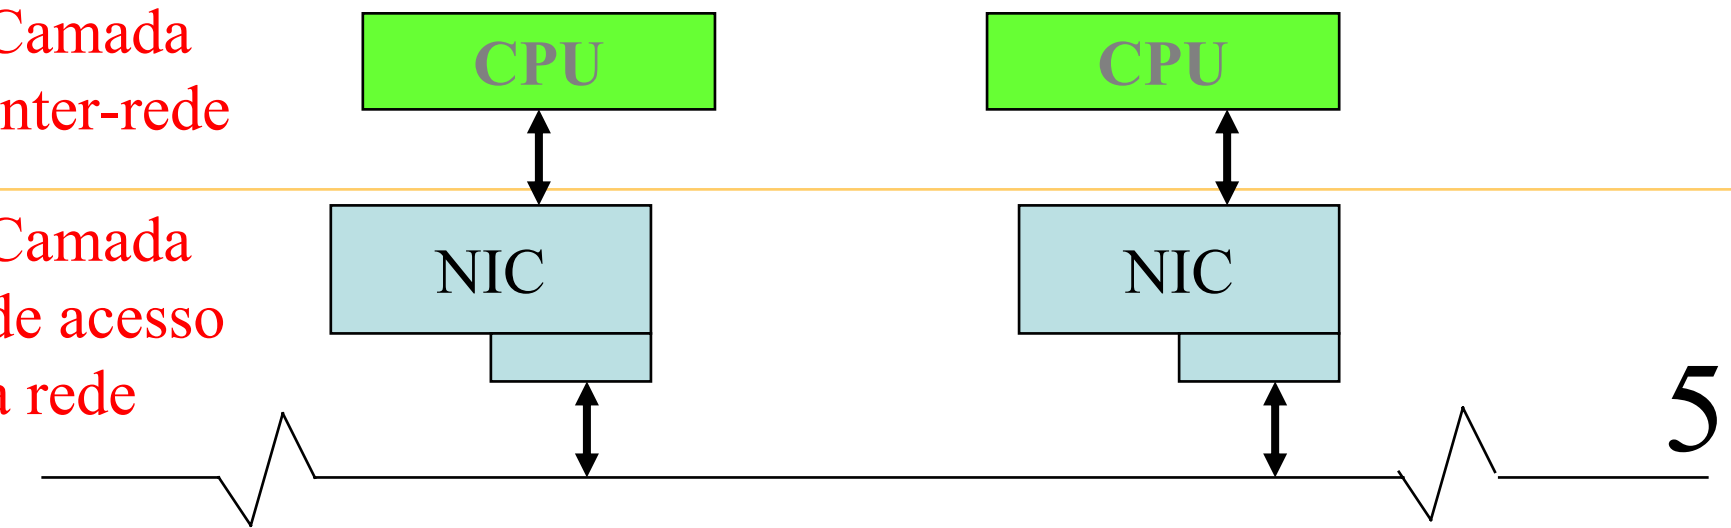 Camada
nter-rede
CPU
CPU
Camada
de acesso
a rede
NIC
NIC
5